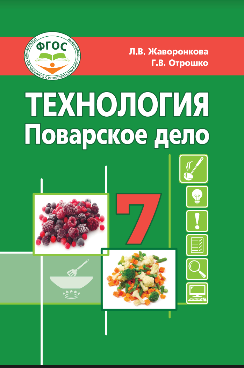 ФГОС
Л.В. Жаворонкова
Г.В. Отрошко
ТЕХНОЛОГИЯ
Поварское дело
7